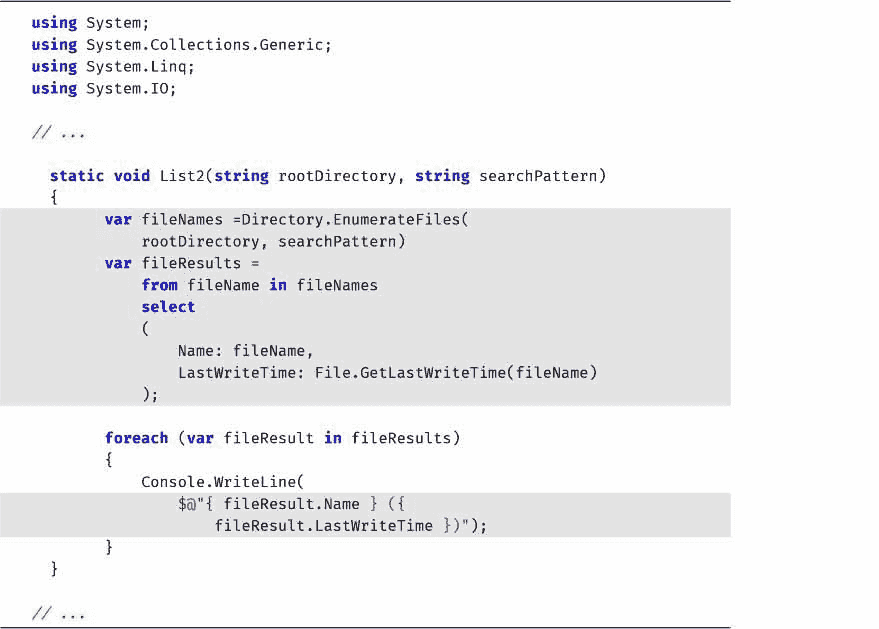 using System;
using System.Collections.Generic;
using System.Linq;
using System.IO;
// ...
static void List2(string rootDirectory, string searchPattern)
{
var fileNames =Directory.EnumerateFiles(
rootDirectory, searchPattern)
var fileResults =
from fileName in fileNames
select
(
Name: fileName,
LastWriteTime: File.GetLastWriteTime(fileName)
);
foreach (var fileResult in fileResults)
{
Console.WriteLine(
$@"{ fileResult.Name } ({
fileResult.LastWriteTime })");
}
}
// ...